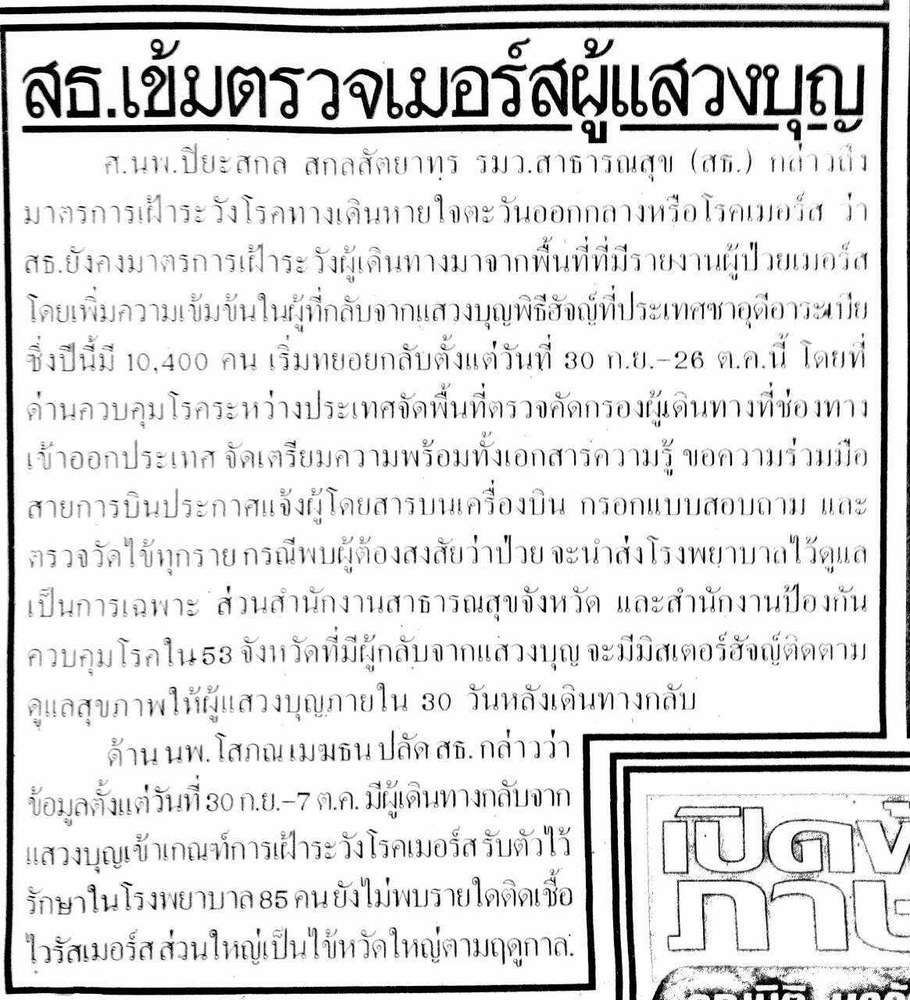 สธ.เข้มตรวจเมอร์สผู้แสวงบุญ
ศ.นพ.ปิยะสกล สกลสัตยาทร รมว.สาธารณสุข (สธ.) กล่าวถึง
มาตรการเฝ้าระวังโรคทางเดินหายใจตะวันออกกลางหรือโรคเมอร์ส ว่า
สธ.ยังคงมาตรการเฝ้าระวังผู้เดินทางมาจากพื้นที่ที่มีรายงานผู้ป่วยเมอร์ส
โดยเพิ่มความเข้มข้นในผู้ที่กลับจากแสวงบุญพิธีฮัจญ์ที่ประเทศซาอุดีอาระเบีย
ซึ่งปีนี้มี 10,400 คน เริ่มทยอยกลับตั้งแต่วันที่ 30 ก.ย.-26 ต.ค.นี้ โดยที่
ด่านควบคุมโรคระหว่างประเทศจัดพื้นที่ตรวจคัดกรองผู้เดินทางที่ช่องทาง
เข้าออกประเทศ จัดเตรียมความพร้อมทั้งเอกสารความรู้ ขอความร่วมมือ
สายการบินประกาศแจ้งผู้โดยสารบนเครื่องบิน กรอกแบบสอบถาม และ
ตรวจวัดไข้ทุกราย กรณีพบผู้ต้องสงสัยว่าป่วย จะนำส่งโรงพยาบาลไว้ดูแล
เป็นการเฉพาะ ส่วนสำนักงานสาธารณสุขจังหวัด และสำนักงานป้องกัน
ควบคุมโรคใน 53 จังหวัดที่มีผู้กลับจากแสวงบุญ จะมีมิสเตอร์ฮัจญ์ติดตาม
ดูแลสุขภาพให้ผู้แสวงบุญภายใน 30 วันหลังเดินทางกลับ
ด้าน นพ.โสภณ เมฆธน ปลัด สธ. กล่าวว่า
ข้อมูลตั้งแต่วันที่ 30 ก.ย.-7 ต.ค. มีผู้เดินทางกลับจาก
แสวงบุญเข้าเกณฑ์การเฝ้าระวังโรคเมอร์ส รับตัวไว้
รักษาในโรงพยาบาล 85 คน ยังไม่พบรายใดติดเชื้อ
ไวรัสเมอร์ส ส่วนใหญ่เป็นไข้หวัดใหญ่ตามฤดูกาล.